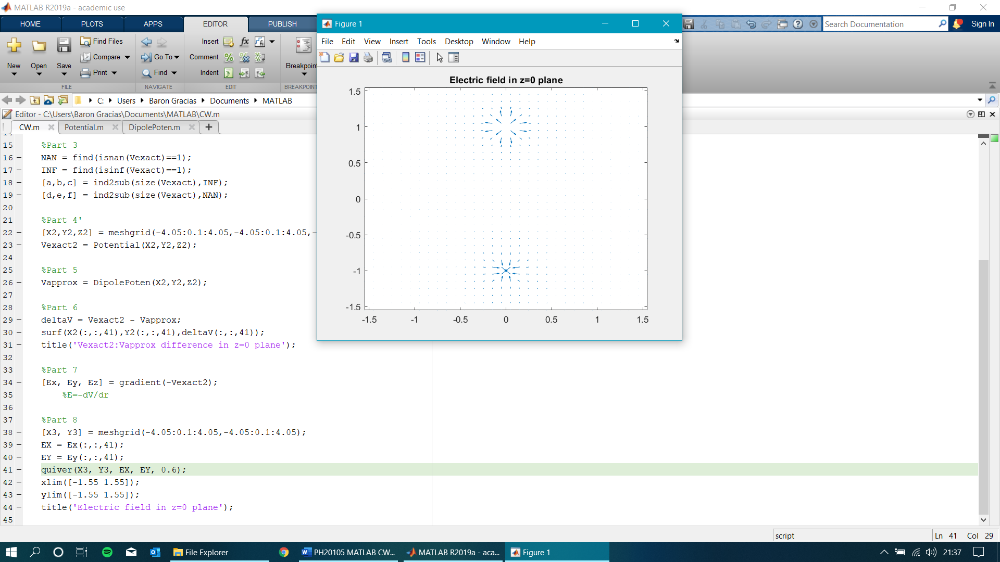 MATLAB R2019a - academic use
HOME PLOTS APPS EDITOR PUBLISH
Search Documentation
Sign In
New Open Save
Find Files
Compare
Print
FILE
Go To
Find
NAVIGATE
Insert
Comment
Indent
EDIT
Breakpoin
BREAKPOINT
C: Users Baron Gracias Documents MATLAB
Editor - C:\Users\Baron Gracias\Documents\MATLAB\CW.m
CW.m Potential.m DipolePoten.m
15 %Part 3
16 NAN = find(isnan(Vexact)==1);
17 INF = find(isinf(Vexact)==1);
18 [a,b,c] = ind2sub(size(Vexact),INF);
19 [d,e,f] = ind2sub(size(Vexact),NAN);
20
21 %Part 4'
22 [X2,Y2,Z2] = meshgrid(-4.05:0.1:4.05,-4.05:0.1:4.05,-
23 Vexact2 = Potential(X2,Y2,Z2);
24
25 %Part 5
26 Vapprox = DipolePoten(X2,Y2,Z2);
27
28 %Part 6
29 deltaV = Vexact2 - Vapprox;
30 surf(X2(:,:,41),Y2(:,:,41),deltaV(:,:,41));
31 title('Vexact2:Vapprox difference in z=0 plane');
32
33 %Part 7
34 [Ex, Ey, Ez] = gradient(-Vexact2);
35 %E=-dV/dr
36
37 %Part 8
38 [X3, Y3] = meshgrid(-4.05:0.1:4.05,-4.05:0.1:4.05);
39 EX = Ex(:,:,41);
40 EY = Ey(:,:,41);
41 quiver(X3, Y3, EX, EY, 0.6);
42 xlim([-1.55 1.55]);
43 ylim([-1.55 1.55]);
44 title('Electric field in z=0 plane');
45
Figure 1
File Edit View Insert Tools Desktop Window Help
Electric field in z=0 plane
1.5
1
0.5
0
-0.5
-1
-1.5
-1.5 -1 -0.5 0 0.5 1 1.5
script
Ln 41 Col 29
File Explorer
PH20105 MATLAB CW...
MATLAB R2019a - aca...
Figure 1
21:37